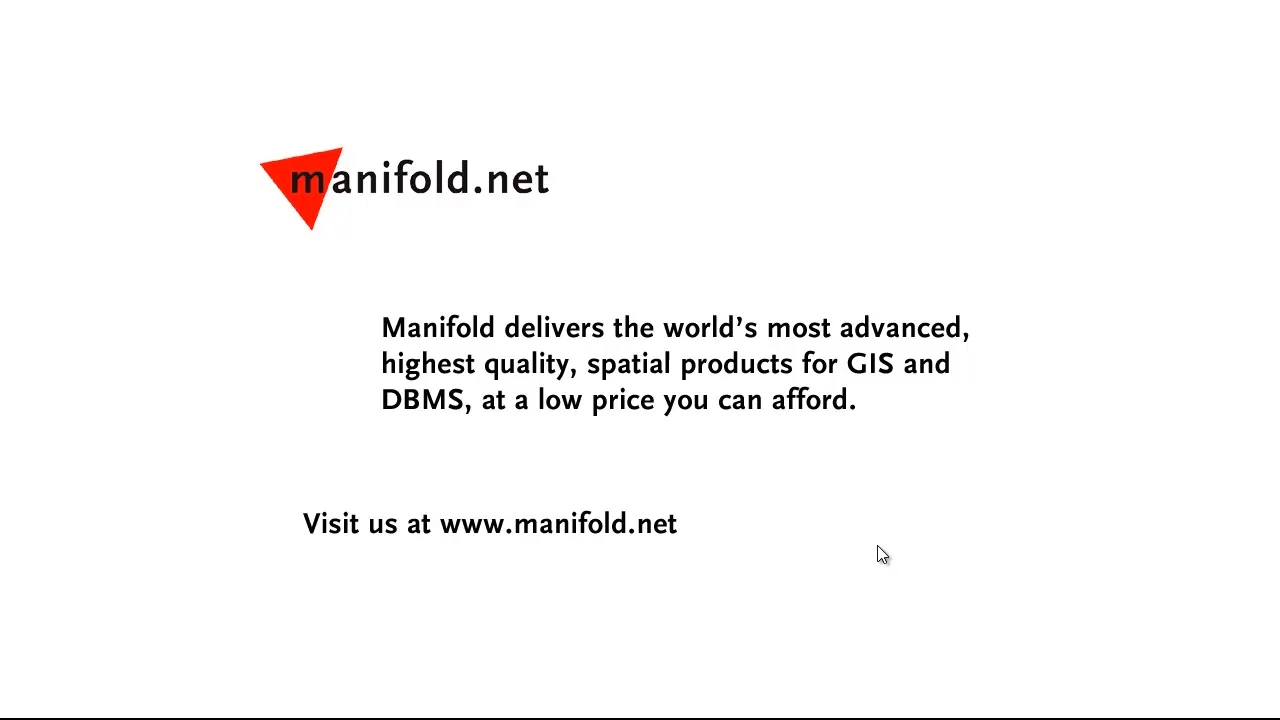 manifold.net
Manifold delivers the world’s most advanced,
highest quality, spatial products for GIS and
DBMS, at a low price you can afford.
Visit us at www.manifold.net